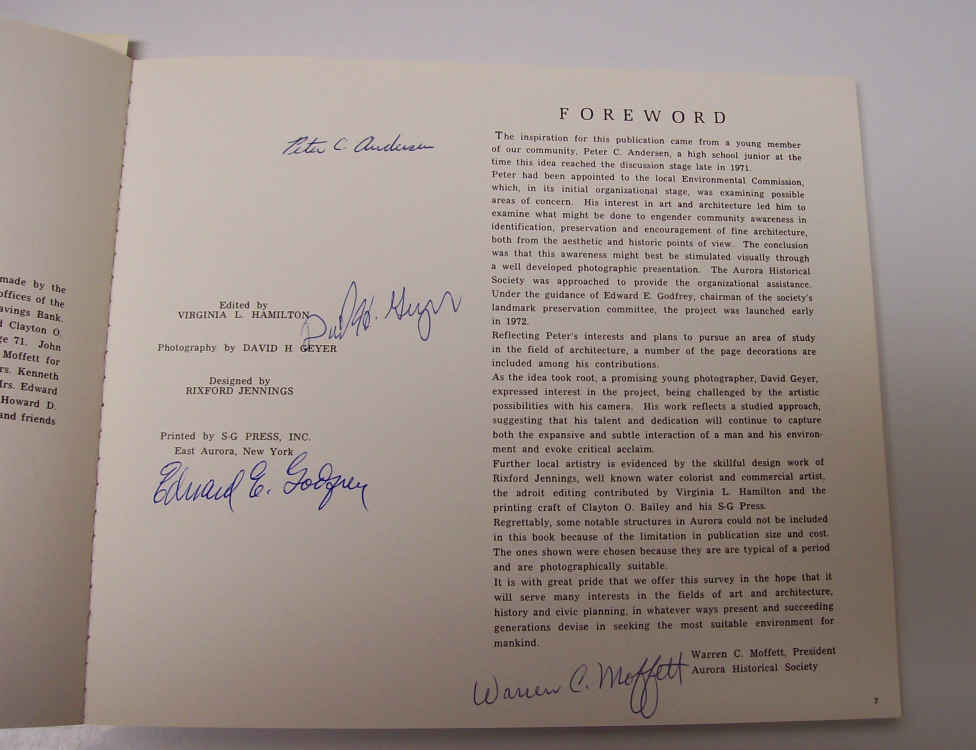 made by the
offices of the
avings Bank.
Clayton O.
ge 71. John
Moffett for
rs. Kenneth
rs. Edward
Howard D.
and friends
Peter C. Andersen
Edited by
VIRGINIA L. HAMILTON
David H. Geyer
Photography by DAVID H GEYER
Designed by
RIXFORD JENNINGS
Printed by S-G PRESS, INC.
East Aurora, New York
Edward E. Godfrey
FOREWORD
The inspiration for this publication came from a young member
of our community, Peter C. Andersen, a high school junior at the
time this idea reached the discussion stage late in 1971.
Peter had been appointed to the local Environmental Commission,
which, in its initial organizational stage, was examining possible
areas of concern. His interest in art and architecture led him to
examine what might be done to engender community awareness in
identification, preservation and encouragement of fine architecture,
both from the aesthetic and historic points of view. The conclusion
was that this awareness might best be stimulated visually through
a well developed photographic presentation. The Aurora Historical
Society was approached to provide the organizational assistance.
Under the guidance of Edward E. Godfrey, chairman of the society's
landmark preservation committee, the project was launched early
in 1972.
Reflecting Peter's interests and plans to pursue an area of study
in the field of architecture, a number of the page decorations are
included among his contributions.
As the idea took root, a promising young photographer, David Geyer,
expressed interest in the project, being challenged by the artistic
possibilities with his camera. His work reflects a studied approach,
suggesting that his talent and dedication will continue to capture
both the expansive and subtle interaction of a man and his environ-
ment and evoke critical acclaim.
Further local artistry is evidenced by the skillful design work of
Rixford Jennings, well known water colorist and commercial artist,
the adroit editing contributed by Virginia L. Hamilton and the
printing craft of Clayton O. Bailey and his S-G Press.
Regrettably, some notable structures in Aurora could not be included
in this book because of the limitation in publication size and cost.
The ones shown were chosen because they are are typical of a period
and are photographically suitable.
It is with great pride that we offer this survey in the hope that it
will serve many interests in the fields of art and architecture,
history and civic planning, in whatever ways present and succeeding
generations devise in seeking the most suitable environment for
mankind.
Warren C. Moffett, President
Aurora Historical Society
Warren C. Moffett
7